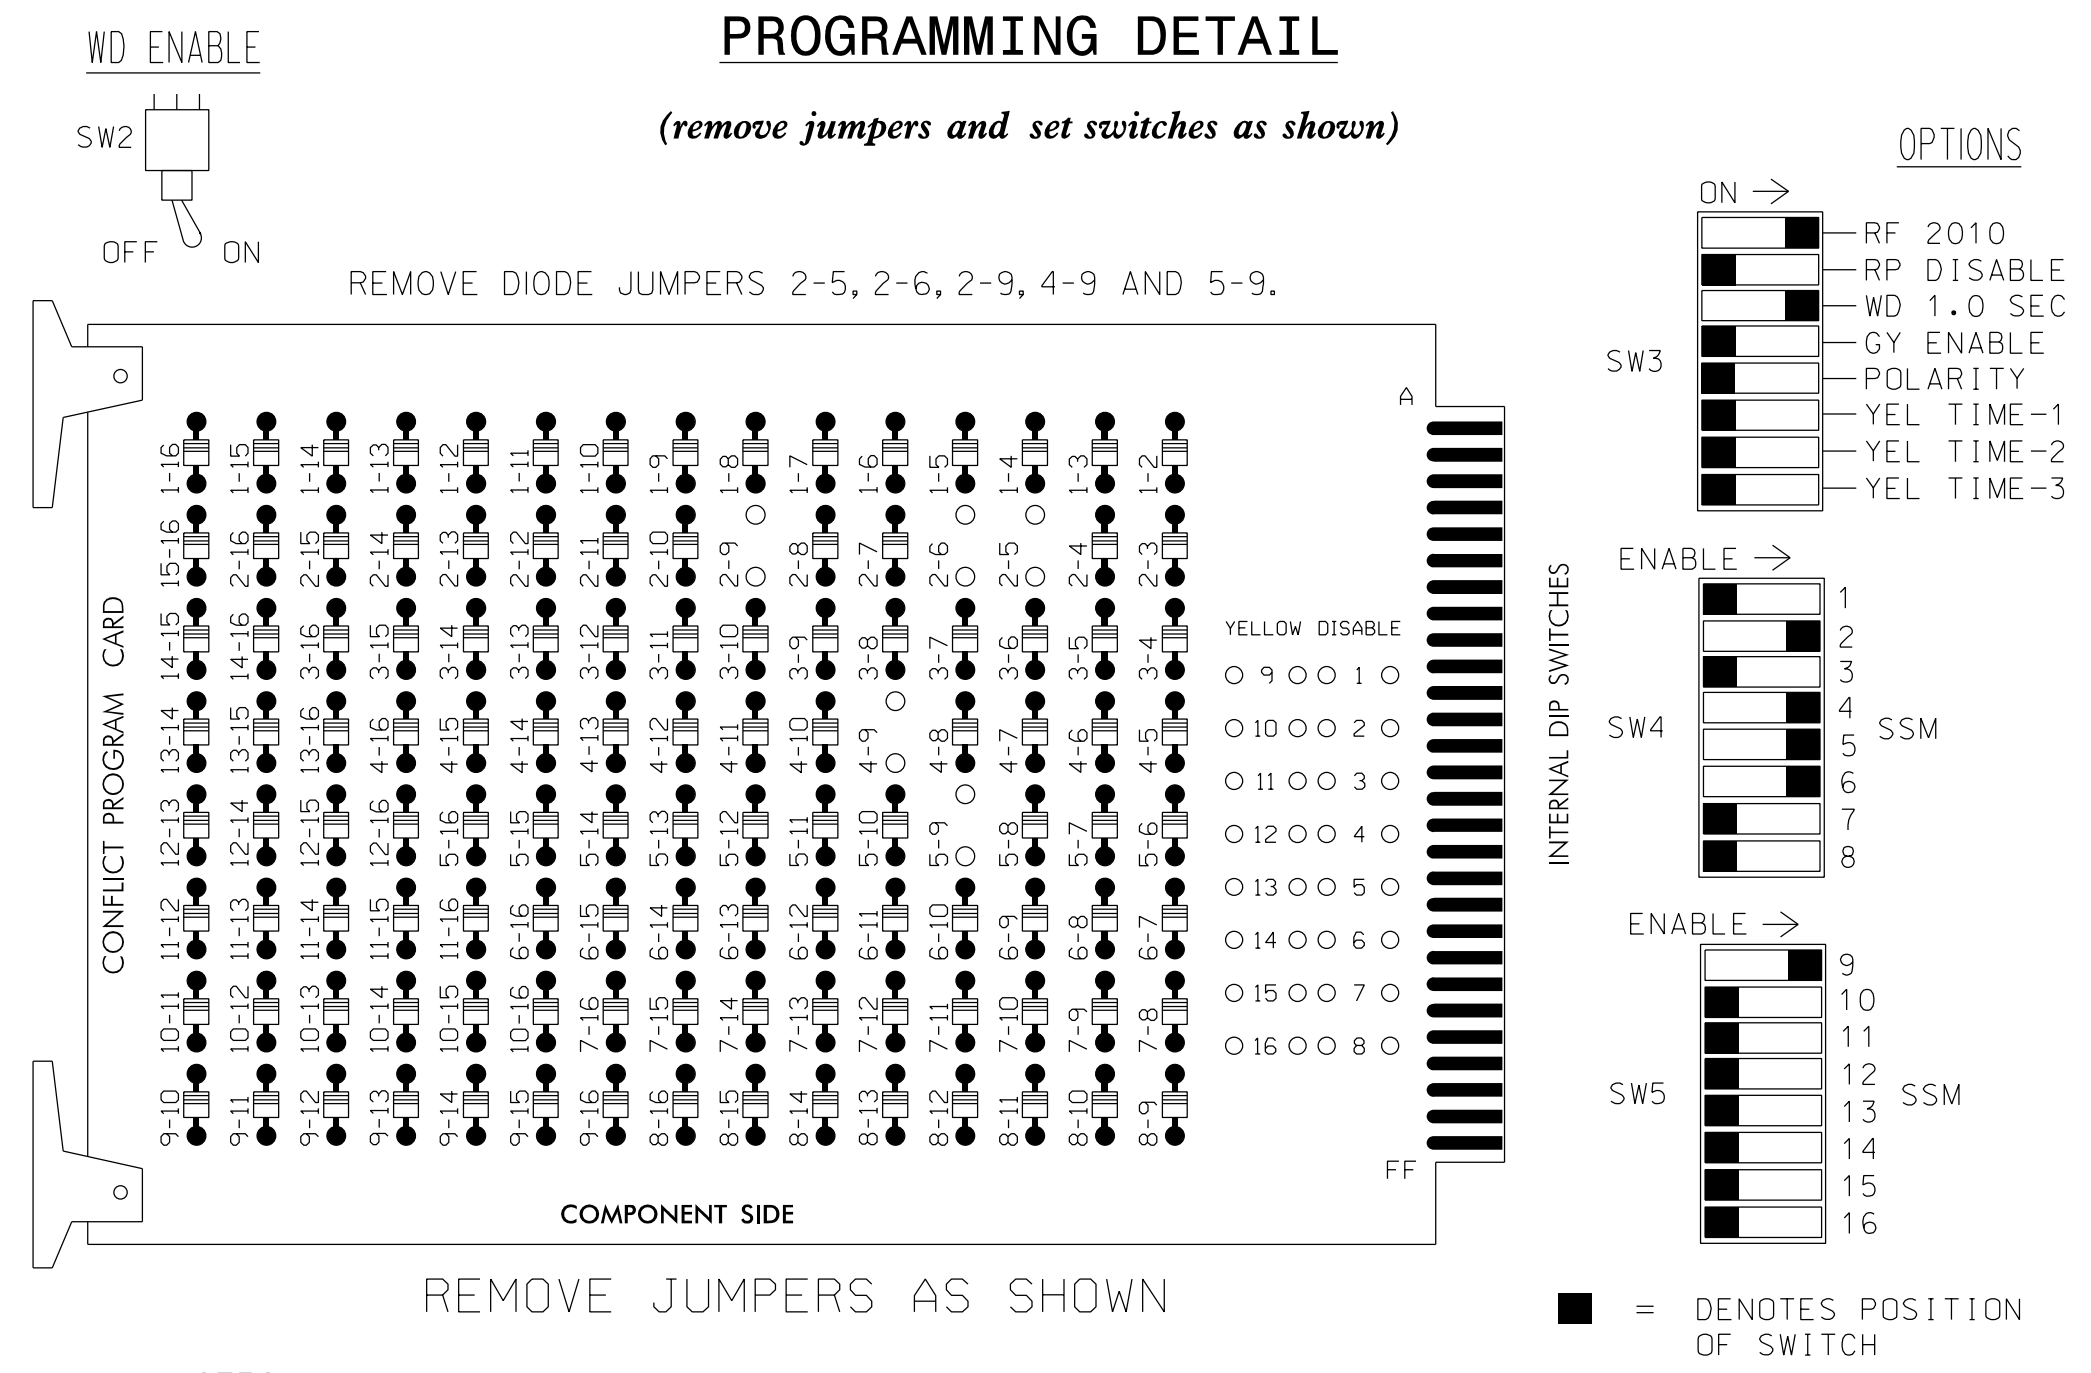 PROGRAMMING DETAIL
(remove jumpers and set switches as shown)
WD ENABLE
SW2
OFF ON
REMOVE DIODE JUMPERS 2-5, 2-6, 2-9, 4-9 AND 5-9.
CONFLICT PROGRAM CARD
1-16 1-15 1-14 1-13 1-12 1-11 1-10 1-9 1-8 1-7 1-6 1-5 1-4 1-3 1-2
15-16 2-16 2-15 2-14 2-13 2-12 2-11 2-10 2-9 2-8 2-7 2-6 2-5 2-4 2-3
14-15 14-16 3-16 3-15 3-14 3-13 3-12 3-11 3-10 3-9 3-8 3-7 3-6 3-5 3-4
13-14 13-15 13-16 4-16 4-15 4-14 4-13 4-12 4-11 4-10 4-9 4-8 4-7 4-6 4-5
12-13 12-14 12-15 12-16 5-16 5-15 5-14 5-13 5-12 5-11 5-10 5-9 5-8 5-7 5-6
11-12 11-13 11-14 11-15 11-16 6-16 6-15 6-14 6-13 6-12 6-11 6-10 6-9 6-8 6-7
10-11 10-12 10-13 10-14 10-15 10-16 7-16 7-15 7-14 7-13 7-12 7-11 7-10 7-9 7-8
9-10 9-11 9-12 9-13 9-14 9-15 9-16 8-16 8-15 8-14 8-13 8-12 8-11 8-10 8-9
A
YELLOW DISABLE
9 1
10 2
11 3
12 4
13 5
14 6
15 7
16 8
FF
COMPONENT SIDE
REMOVE JUMPERS AS SHOWN
INTERNAL DIP SWITCHES
OPTIONS
ON →
SW3
RF 2010
RP DISABLE
WD 1.0 SEC
GY ENABLE
POLARITY
YEL TIME-1
YEL TIME-2
YEL TIME-3
ENABLE →
SW4
1
2
3
4
5
6
7
8
SSM
ENABLE →
SW5
9
10
11
12
13
14
15
16
SSM
= DENOTES POSITION
OF SWITCH